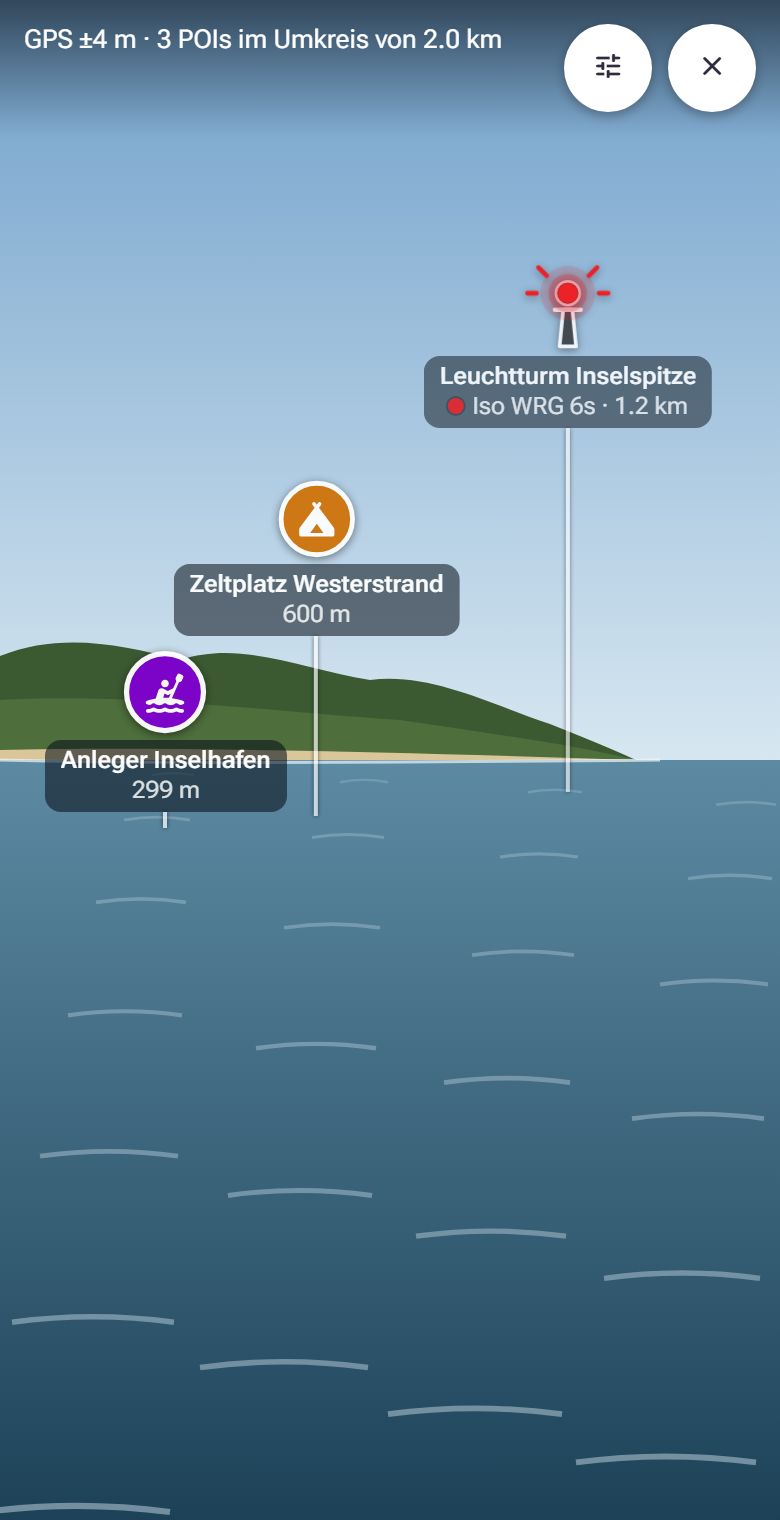 GPS ±4 m · 3 POIs im Umkreis von 2.0 km
Leuchtturm Inselspitze
Iso WRG 6s · 1.2 km
Zeltplatz Westerstrand
600 m
Anleger Inselhafen
299 m